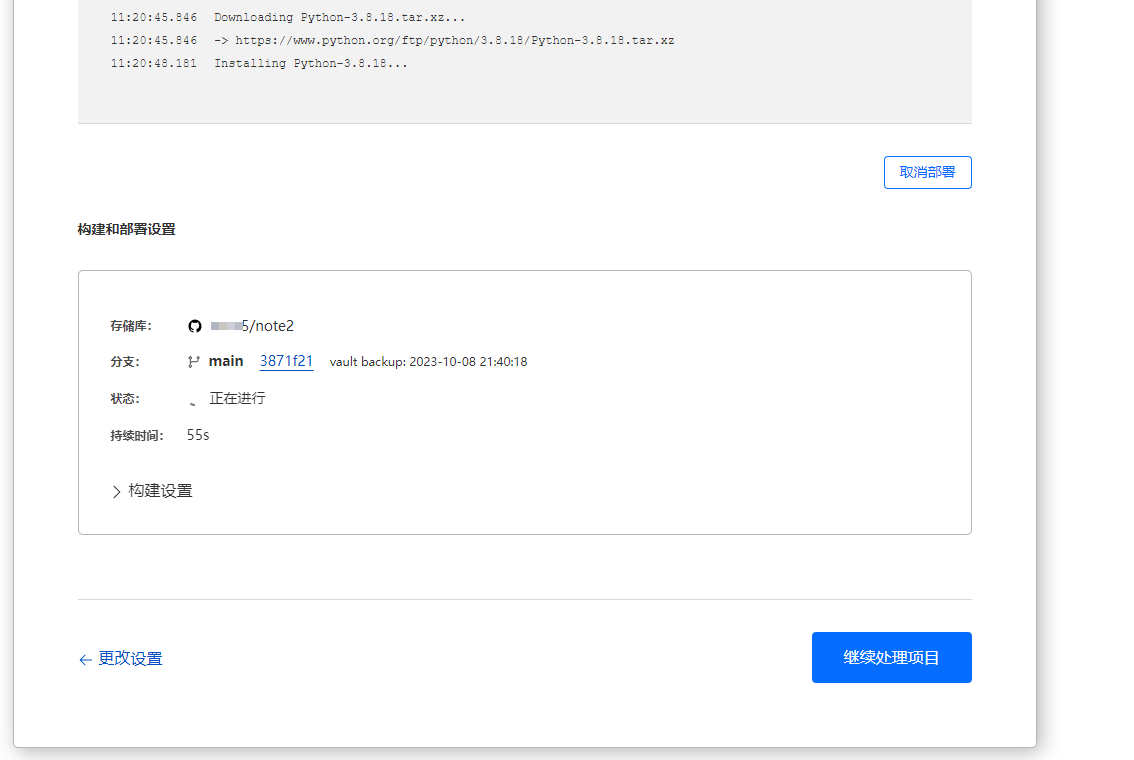 11:20:45.846 Downloading Python-3.8.18.tar.xz...
11:20:45.846 -> https://www.python.org/ftp/python/3.8.18/Python-3.8.18.tar.xz
11:20:48.181 Installing Python-3.8.18...
取消部署
构建和部署设置
存储库: 5/note2
分支: main 3871f21 vault backup: 2023-10-08 21:40:18
状态: 正在进行
持续时间: 55s
构建设置
← 更改设置
继续处理项目